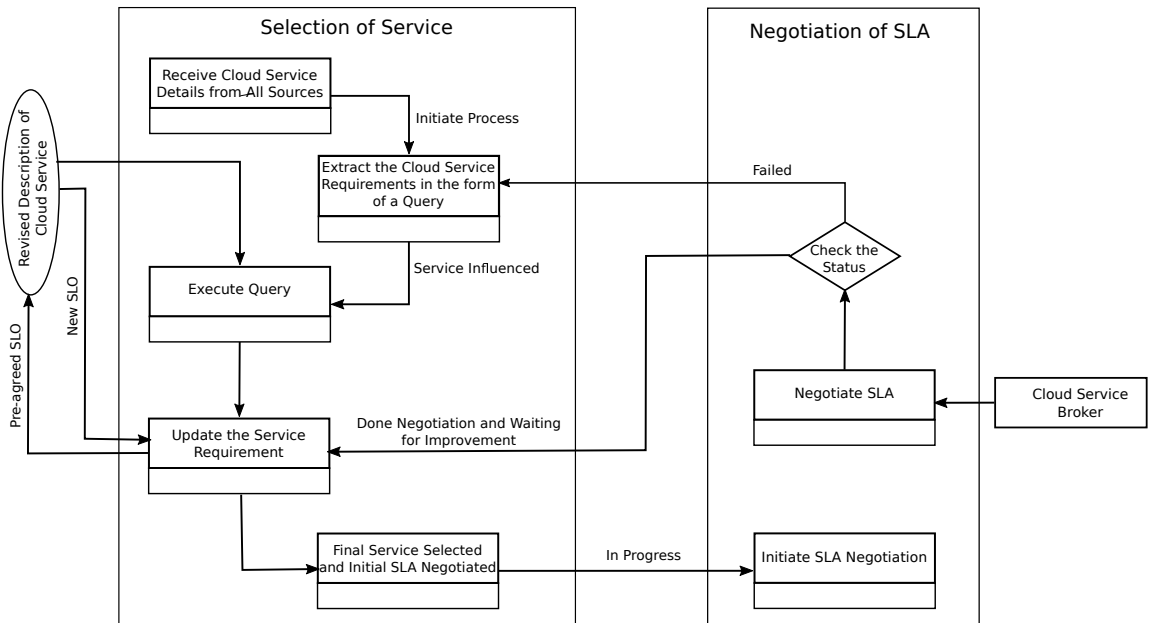 Selection of Service
Negotiation of SLA
Receive Cloud Service
Details from All Sources
Initiate Process
Extract the Cloud Service
Requirements in the form
of a Query
Failed
Revised Description of
Cloud Service
Check the
Status
Service Influenced
Execute Query
New SLO
Pre-agreed SLO
Negotiate SLA
Cloud Service
Broker
Done Negotiation and Waiting
for Improvement
Update the Service
Requirement
Final Service Selected
and Initial SLA Negotiated
In Progress
Initiate SLA Negotiation